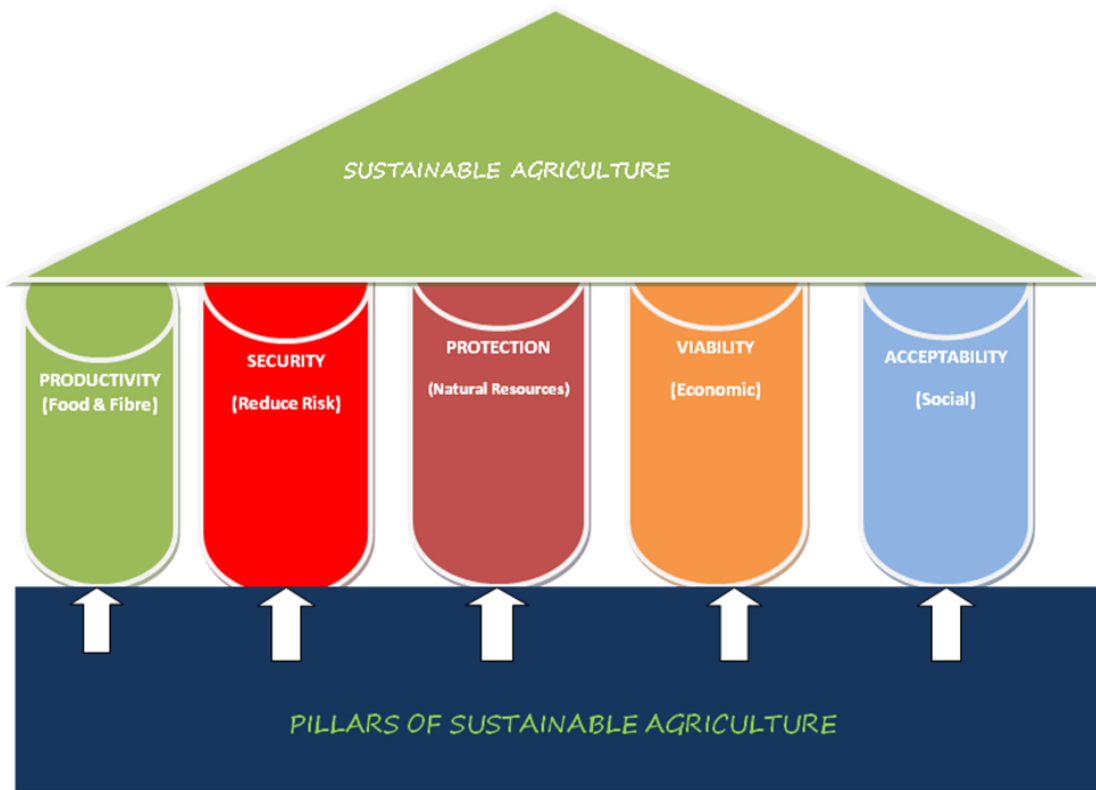 SUSTAINABLE AGRICULTURE
PRODUCTIVITY
(Food & Fibre)
SECURITY
(Reduce Risk)
PROTECTION
(Natural Resources)
VIABILITY
(Economic)
ACCEPTABILITY
(Social)
PILLARS OF SUSTAINABLE AGRICULTURE